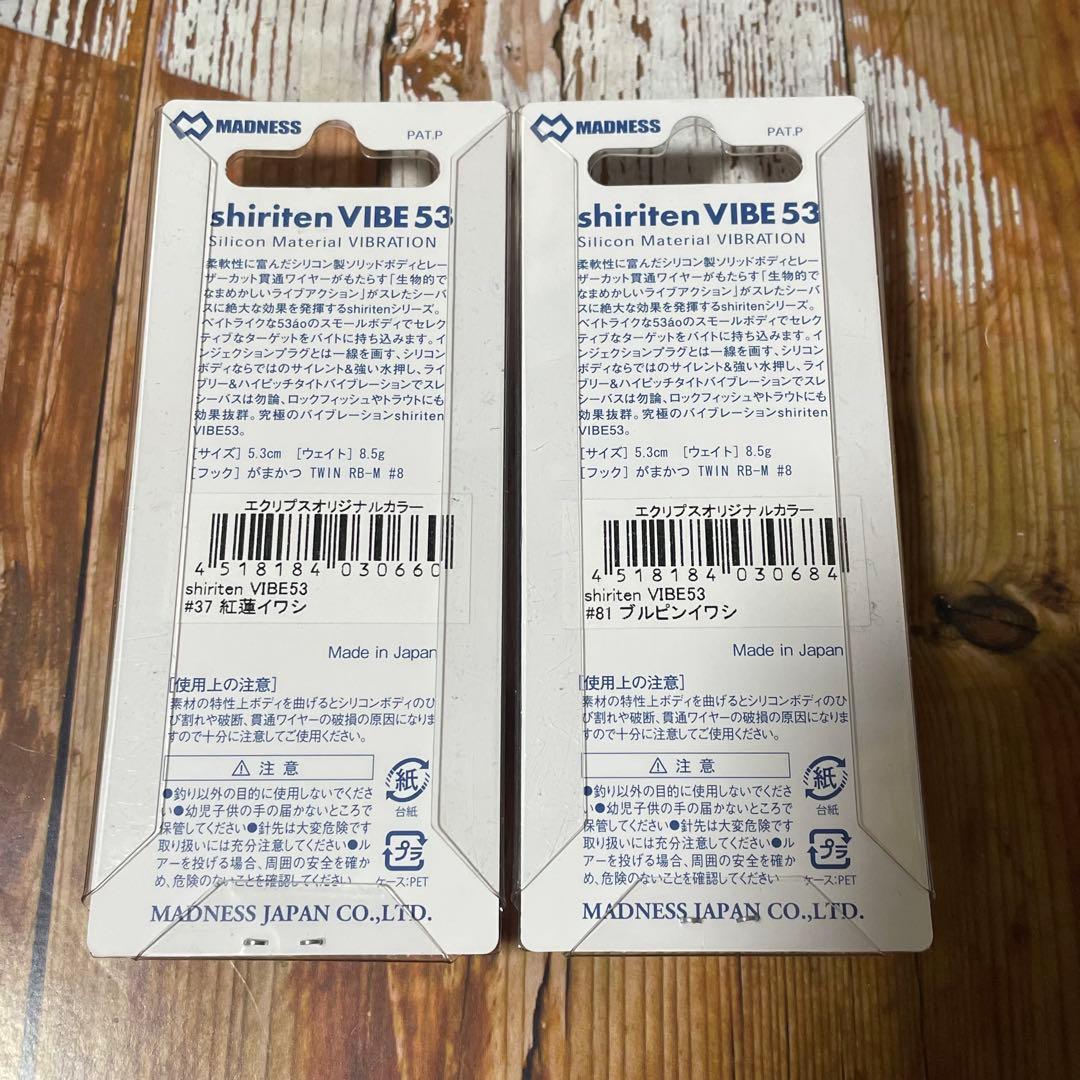 MADNESS
PAT.P
shiriten VIBE 53
Silicon Material VIBRATION
柔軟性に富んだシリコン製ソリッドボディとレー
ザーカット貫通ワイヤーがもたらす「生物的で
なまめかしいライブアクション」がスレたシーバ
スに絶大な効果を発揮するshiritenシリーズ。
ベイトライクな53áoのスモールボディでセレク
ティブなターゲットをバイトに持ち込みます。イ
ンジェクションプラグとは一線を画す、シリコン
ボディならではのサイレント&強い水押し、ライ
ブリー&ハイピッチタイトバイブレーションでスレ
シーバスは勿論、ロックフィッシュやトラウトにも
効果抜群。究極のバイブレーションshiriten
VIBE53。
[サイズ] 5.3cm [ウェイト] 8.5g
[フック] がまかつ TWIN RB-M #8
エクリプスオリジナルカラー
4 518184 030660
shiriten VIBE53
#37 紅蓮イワシ
Made in Japan
[使用上の注意]
素材の特性上ボディを曲げるとシリコンボディのひ
び割れや破断、貫通ワイヤーの破損の原因になりま
すので十分に注意してご使用ください。
⚠ 注意
●釣り以外の目的に使用しないでくださ
い●幼児子供の手の届かないところで
保管してください●針先は大変危険です
取り扱いには充分注意してください●ル
アーを投げる場合、周囲の安全を確か
め、危険のないことを確認してください
紙
台紙
プラ
ケース:PET
MADNESS JAPAN CO.,LTD.
MADNESS
PAT.P
shiriten VIBE 53
Silicon Material VIBRATION
柔軟性に富んだシリコン製ソリッドボディとレー
ザーカット貫通ワイヤーがもたらす「生物的で
なまめかしいライブアクション」がスレたシーバ
スに絶大な効果を発揮するshiritenシリーズ。
ベイトライクな53áoのスモールボディでセレク
ティブなターゲットをバイトに持ち込みます。イ
ンジェクションプラグとは一線を画す、シリコン
ボディならではのサイレント&強い水押し、ライ
ブリー&ハイピッチタイトバイブレーションでスレ
シーバスは勿論、ロックフィッシュやトラウトにも
効果抜群。究極のバイブレーションshiriten
VIBE53。
[サイズ] 5.3cm [ウェイト] 8.5g
[フック] がまかつ TWIN RB-M #8
エクリプスオリジナルカラー
4 518184 030684
shiriten VIBE53
#81 ブルピンイワシ
Made in Japan
[使用上の注意]
素材の特性上ボディを曲げるとシリコンボディのひ
び割れや破断、貫通ワイヤーの破損の原因になりま
すので十分に注意してご使用ください。
⚠ 注意
●釣り以外の目的に使用しないでくださ
い●幼児子供の手の届かないところで
保管してください●針先は大変危険です
取り扱いには充分注意してください●ル
アーを投げる場合、周囲の安全を確か
め、危険のないことを確認してください
紙
台紙
プラ
ケース:PET
MADNESS JAPAN CO.,LTD.